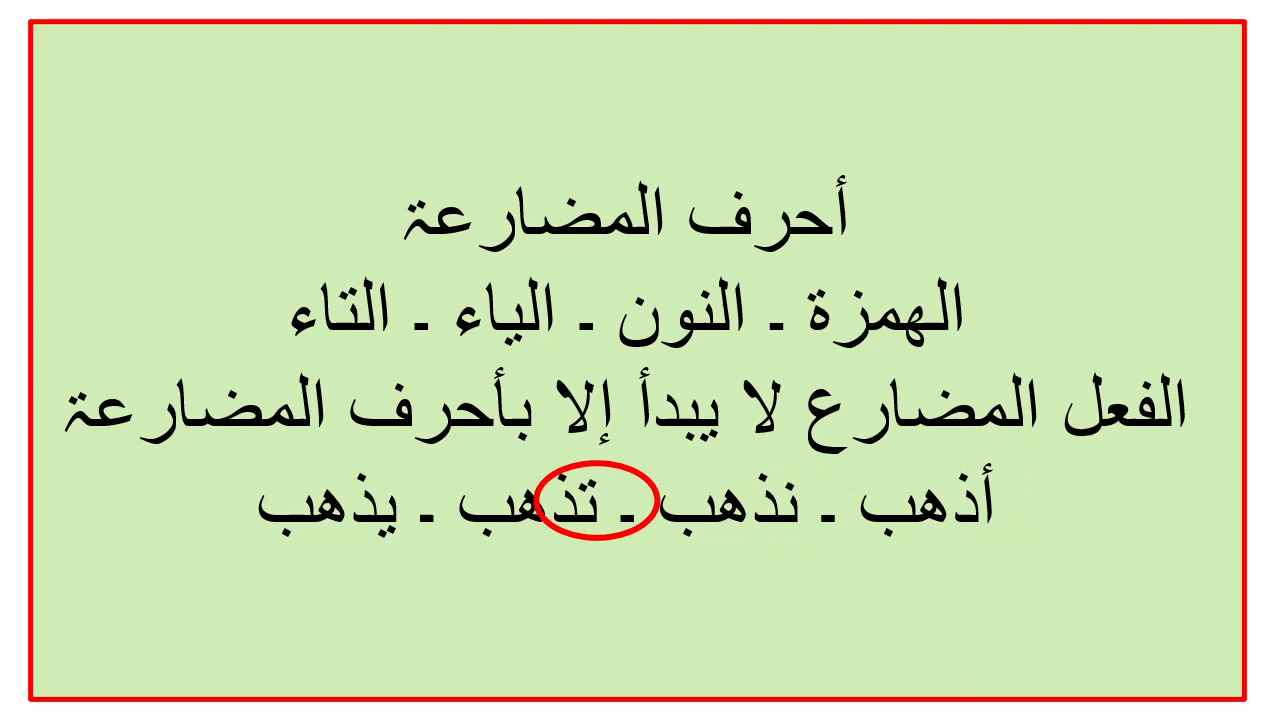 أحرف المضارعة
الهمزة ـ النون ـ الياء ـ التاء
الفعل المضارع لا يبدأ إلا بأحرف المضارعة
أذهب ـ نذهب ـ تذهب ـ يذهب